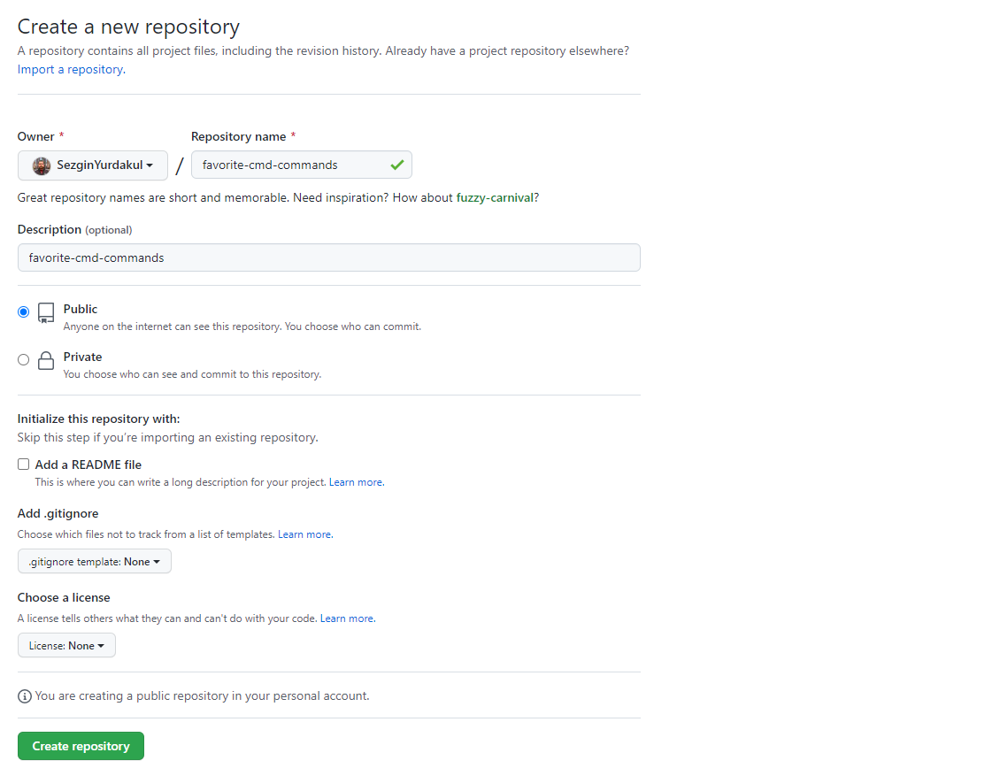 Create a new repository
A repository contains all project files, including the revision history. Already have a project repository elsewhere?
Import a repository.
Owner *
Repository name *
SezginYurdakul
/
favorite-cmd-commands
Great repository names are short and memorable. Need inspiration? How about fuzzy-carnival?
Description (optional)
favorite-cmd-commands
Public
Anyone on the internet can see this repository. You choose who can commit.
Private
You choose who can see and commit to this repository.
Initialize this repository with:
Skip this step if you're importing an existing repository.
Add a README file
This is where you can write a long description for your project. Learn more.
Add .gitignore
Choose which files not to track from a list of templates. Learn more.
.gitignore template: None
Choose a license
A license tells others what they can and can't do with your code. Learn more.
License: None
You are creating a public repository in your personal account.
Create repository